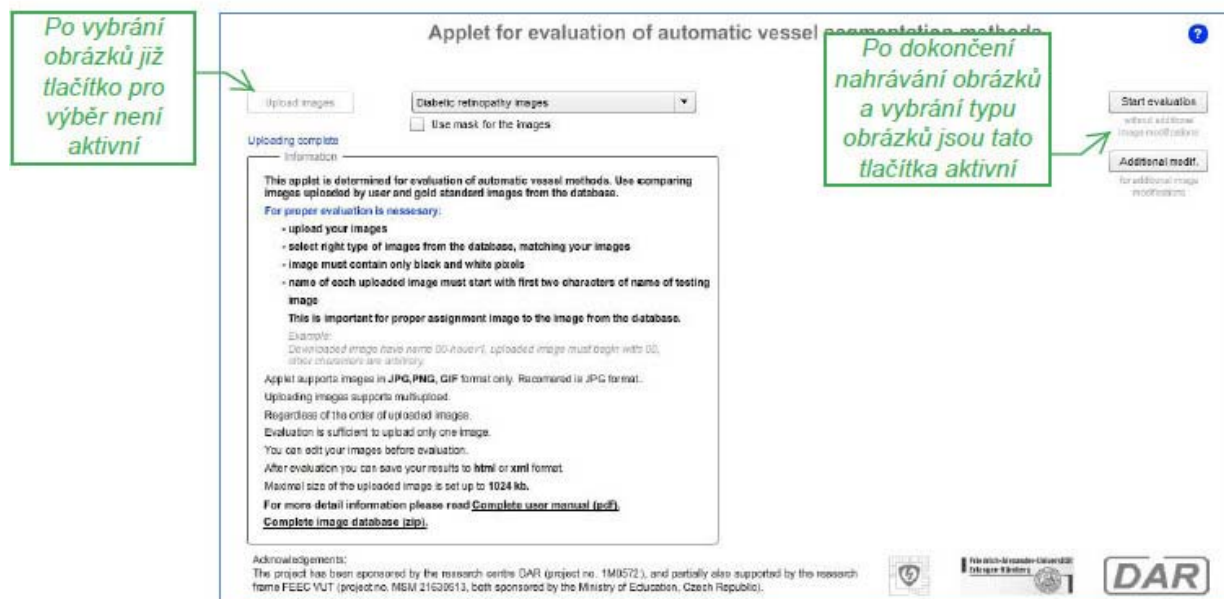 Po vybrání
obrázků již
tlačítko pro
výběr není
aktivní
Applet for evaluation of automatic vessel segmentation methods
?
Po dokončení
nahrávání obrázků
a vybrání typu
obrázků jsou tato
tlačítka aktivní
Upload images
Diabetic retinopathy images
Use mask for the images
Uploading complete
Start evaluation
without additional
image modifications
Additional modif.
for additional image
modifications
Information
This applet is determined for evaluation of automatic vessel methods. Use comparing
images uploaded by user and gold standard images from the database.
For proper evaluation is nessesary:
- upload your images
- select right type of images from the database, matching your images
- image must contain only black and white pixels
- name of each uploaded image must start with first two characters of name of testing
image
This is important for proper assignment image to the image from the database.
Example:
Downloaded image have name 00-hover1, uploaded image must begin with 00,
other characters are arbitrary.
Applet supports images in JPG,PNG, GIF format only. Recomered is JPG format.
Uploading images supports multiupload.
Regardless of the order of uploaded images.
Evaluation is sufficient to upload only one image.
You can edit your images before evaluation.
After evaluation you can save your results to html or xml format.
Maximal size of the uploaded image is set up to 1024 kb.
For more detail information please read Complete user manual (pdf).
Complete image database (zip).
Acknowledgements:
The project has been sponsored by the research centre DAR (project no. 1M0572), and partially also supported by the research
frame FEEC VUT (project no. MSM 21630513, both sponsored by the Ministry of Education, Czech Republic).
Friedrich-Alexander-Universität
Erlangen-Nürnberg
DAR